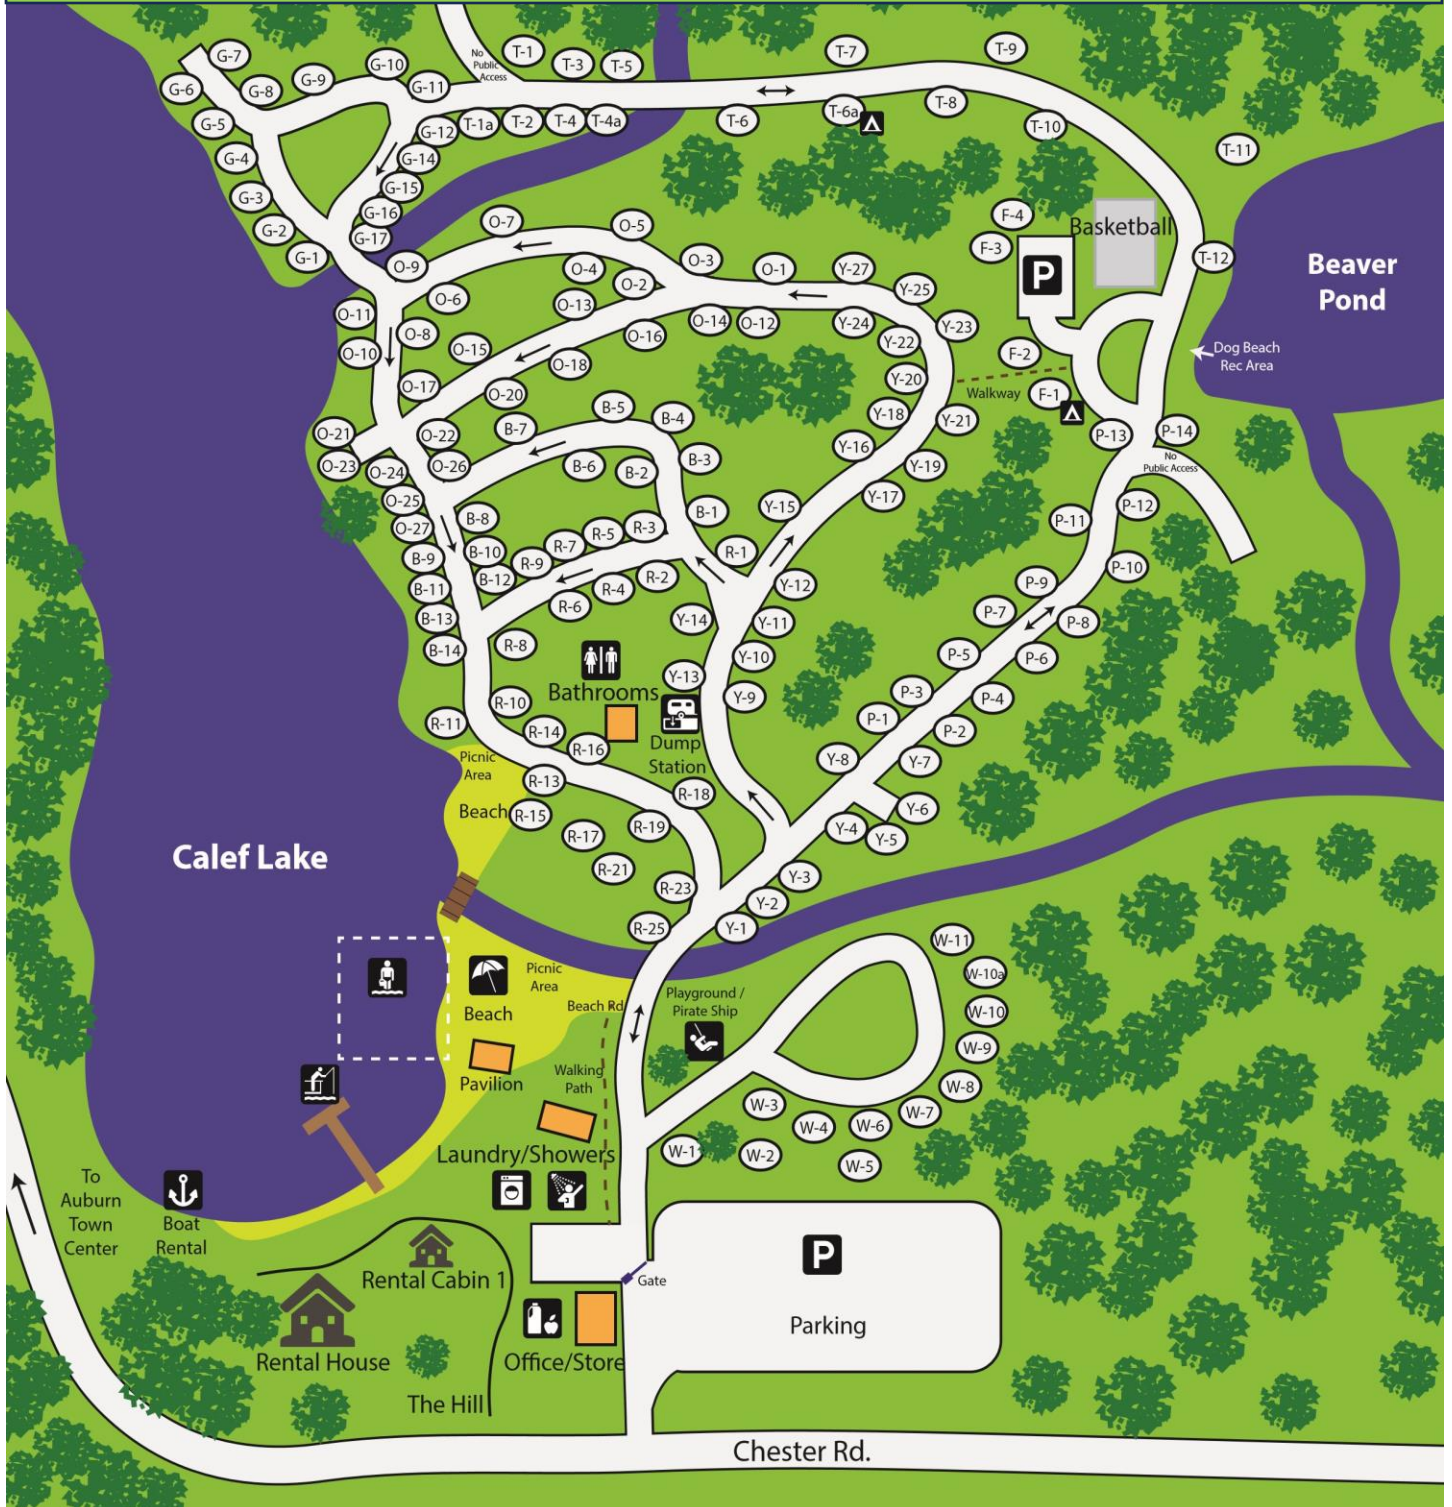 G-7
G-6
G-8
G-9
G-10
G-11
G-5
G-4
G-3
G-2
G-1
G-12
G-14
G-15
G-16
G-17
No
Public
Access
T-1
T-3
T-5
T-7
T-9
T-1a
T-2
T-4
T-4a
T-6
T-6a
T-8
T-10
T-11
T-12
F-4
F-3
P
Basketball
Beaver
Pond
Dog Beach
Rec Area
F-2
F-1
Walkway
P-13
P-14
No
Public Access
O-7
O-5
O-3
O-1
Y-27
Y-25
O-9
O-6
O-4
O-2
O-13
O-11
O-8
O-10
O-15
O-16
O-14
O-12
Y-24
Y-22
Y-23
O-18
O-17
O-20
Y-20
Y-18
Y-21
Y-16
Y-19
Y-17
Y-15
O-21
O-22
O-23
O-24
O-26
O-25
O-27
B-7
B-5
B-4
B-6
B-2
B-3
B-1
B-8
B-9
B-10
B-11
B-12
B-13
B-14
R-9
R-7
R-5
R-3
R-1
R-6
R-4
R-2
R-8
Y-14
Y-12
Y-11
Y-10
Y-13
Y-9
P-12
P-11
P-10
P-9
P-7
P-8
P-5
P-6
P-3
P-4
P-1
P-2
Y-8
Y-7
Y-6
Y-4
Y-5
Y-3
Y-2
Y-1
Bathrooms
Dump
Station
R-10
R-11
R-14
R-16
R-13
R-18
R-15
R-17
R-19
R-21
R-23
R-25
Picnic
Area
Beach
Calef Lake
Picnic
Area
Beach
Beach Rd
Playground /
Pirate Ship
Pavilion
Walking
Path
W-11
W-10a
W-10
W-9
W-8
W-7
W-6
W-3
W-4
W-1
W-2
W-5
Laundry/Showers
To
Auburn
Town
Center
Boat
Rental
Rental Cabin 1
Rental House
The Hill
Office/Store
Gate
P
Parking
Chester Rd.